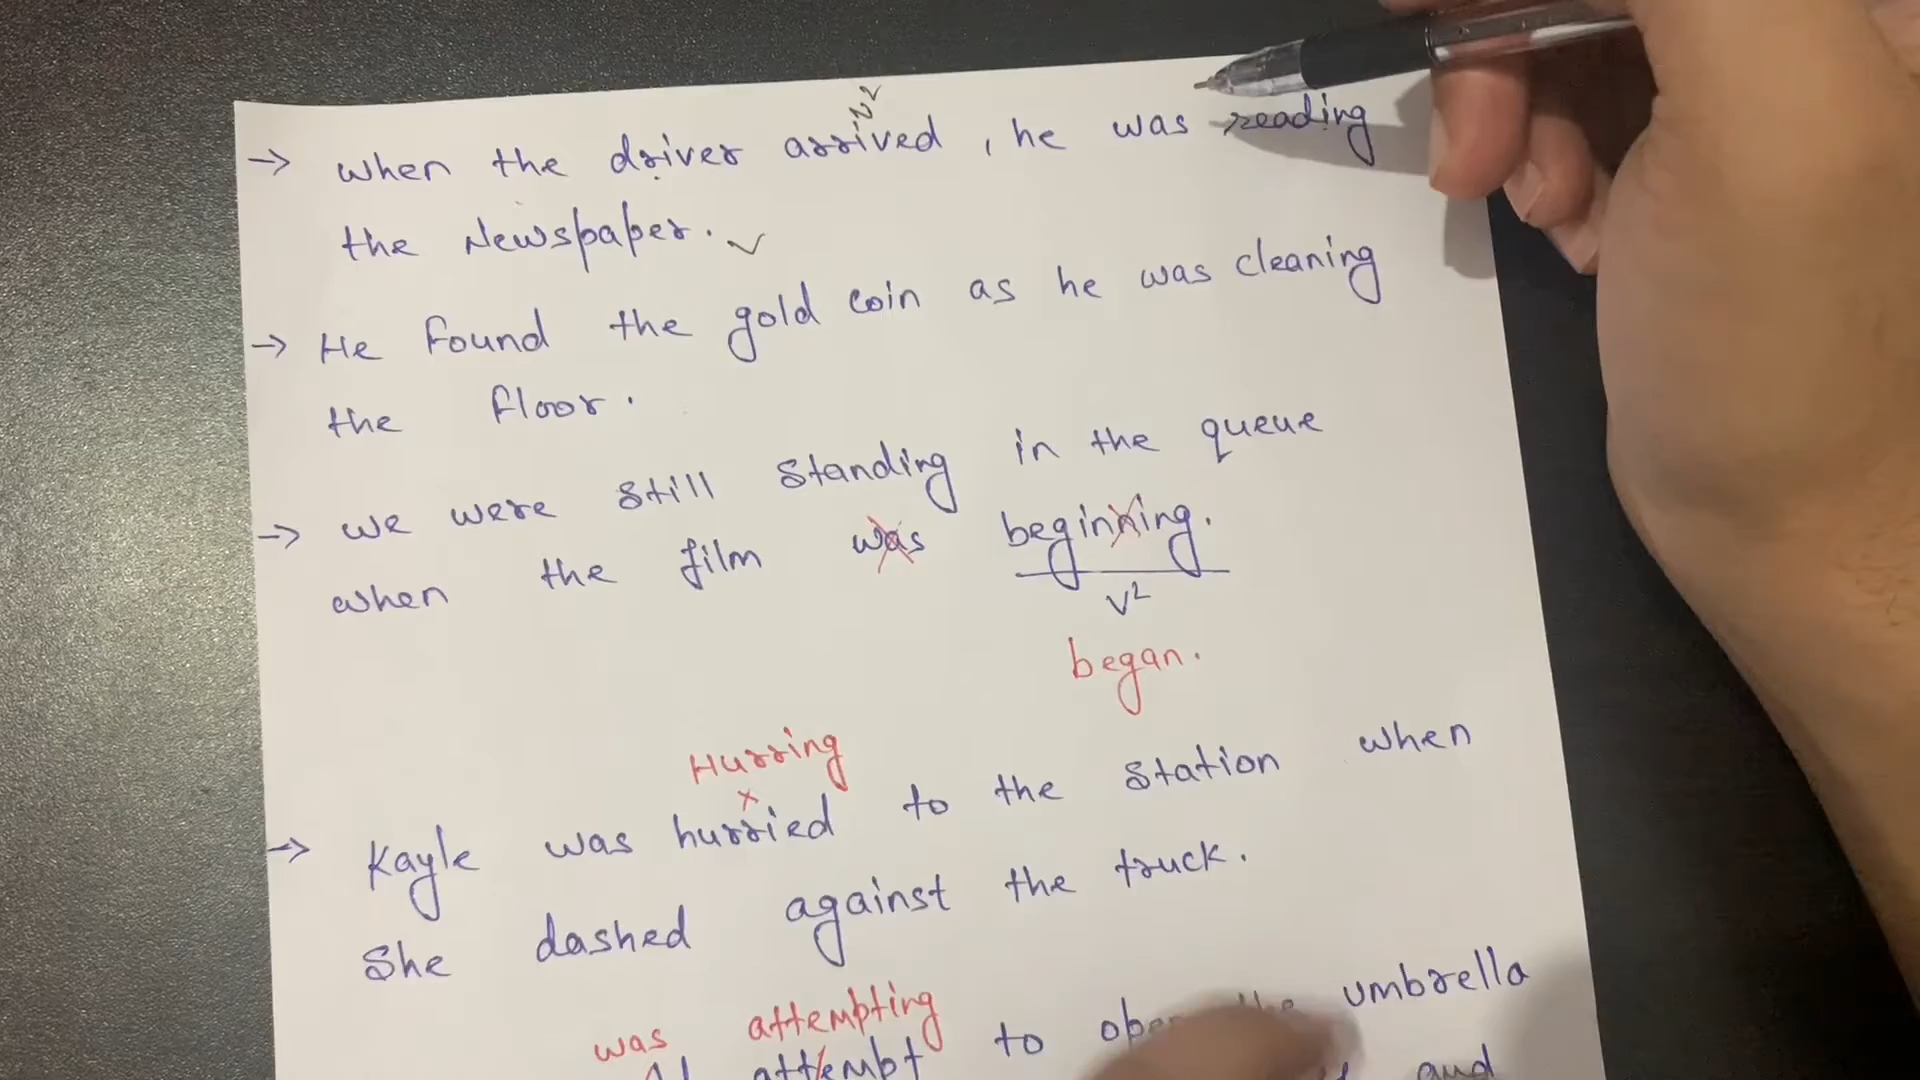 → When the driver arrived, he was reading
the Newspaper. ✓
→ He found the gold coin as he was cleaning
the floor.
→ We were still standing in the queue
when the film was beginning.
V²
began.
Hurring
×
→ Kayle was hurried to the station when
She dashed against the truck.
was attempting
attempt to umbrella
and